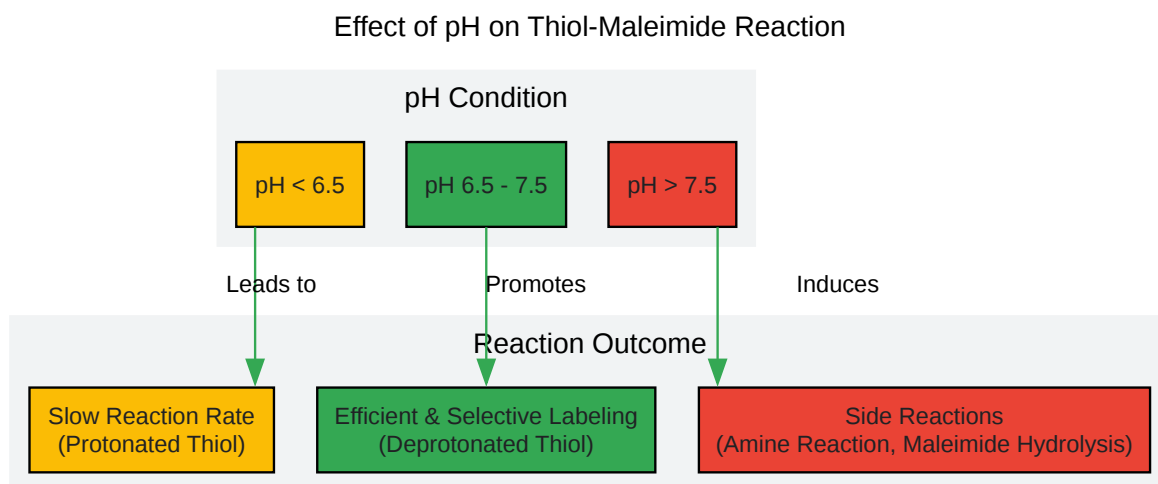 Effect of pH on Thiol-Maleimide Reaction
pH Condition
pH < 6.5
pH 6.5 - 7.5
pH > 7.5
Leads to
Promotes
Induces
Reaction Outcome
Slow Reaction Rate
(Protonated Thiol)
Efficient & Selective Labeling
(Deprotonated Thiol)
Side Reactions
(Amine Reaction, Maleimide Hydrolysis)